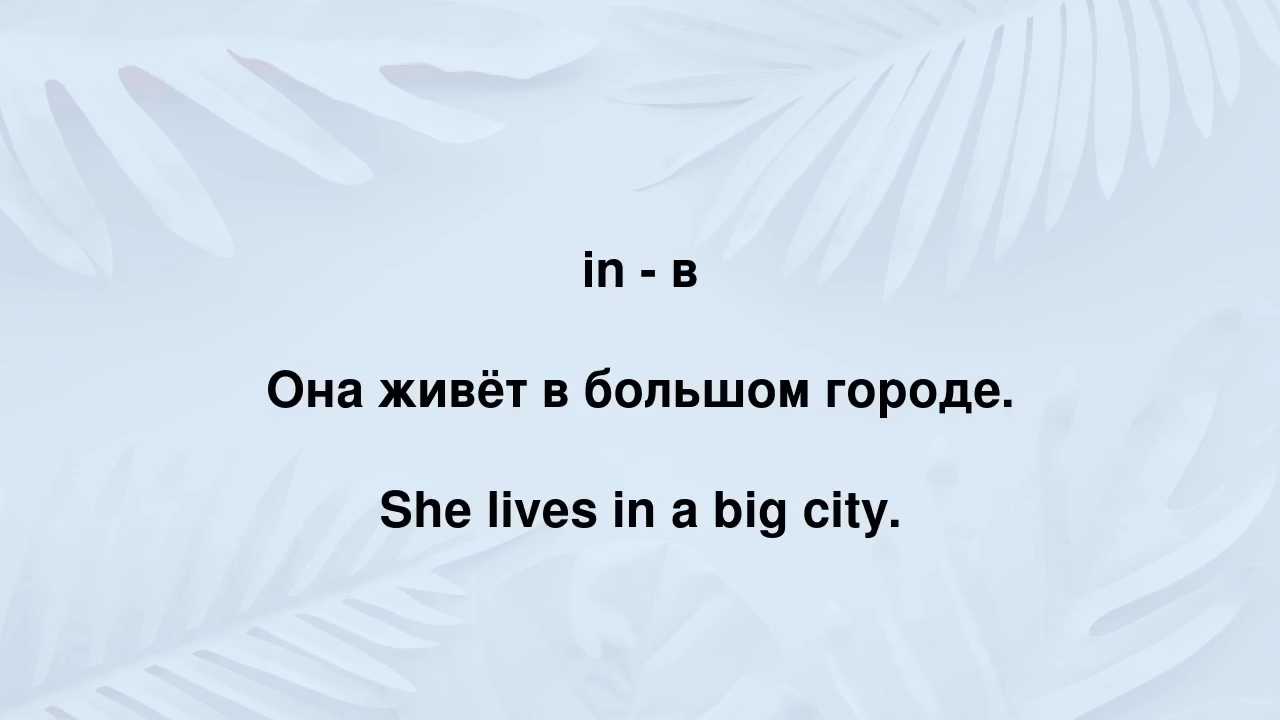 in - в
Она живёт в большом городе.
She lives in a big city.